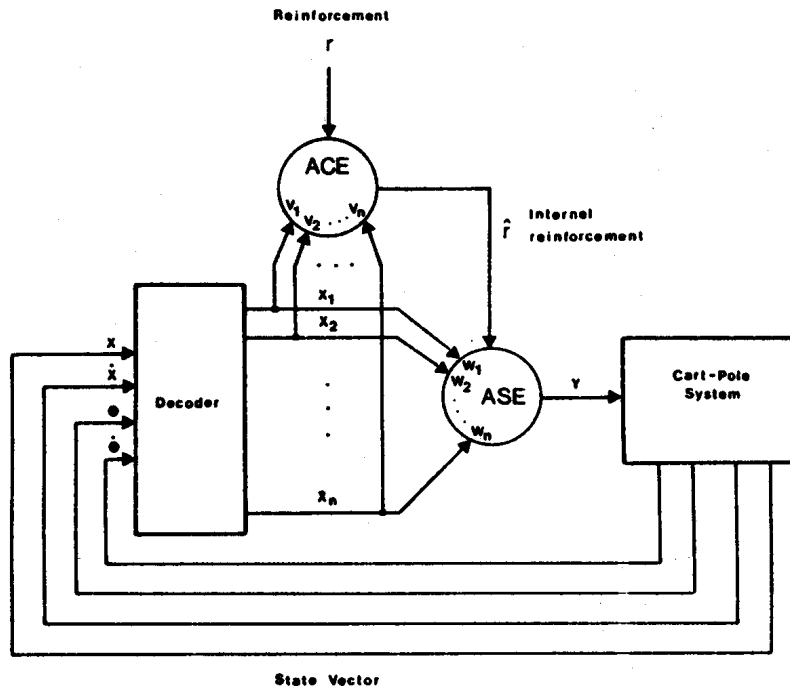 Reinforcement
r
ACE
v₁ v₂ .... vₙ
r̂
Internal
reinforcement
. . .
x₁
x₂
x
ẋ
θ
θ̇
Decoder
.
.
.
xₙ
w₁
w₂
.
.
.
wₙ
ASE
Y
Cart-Pole
System
State Vector